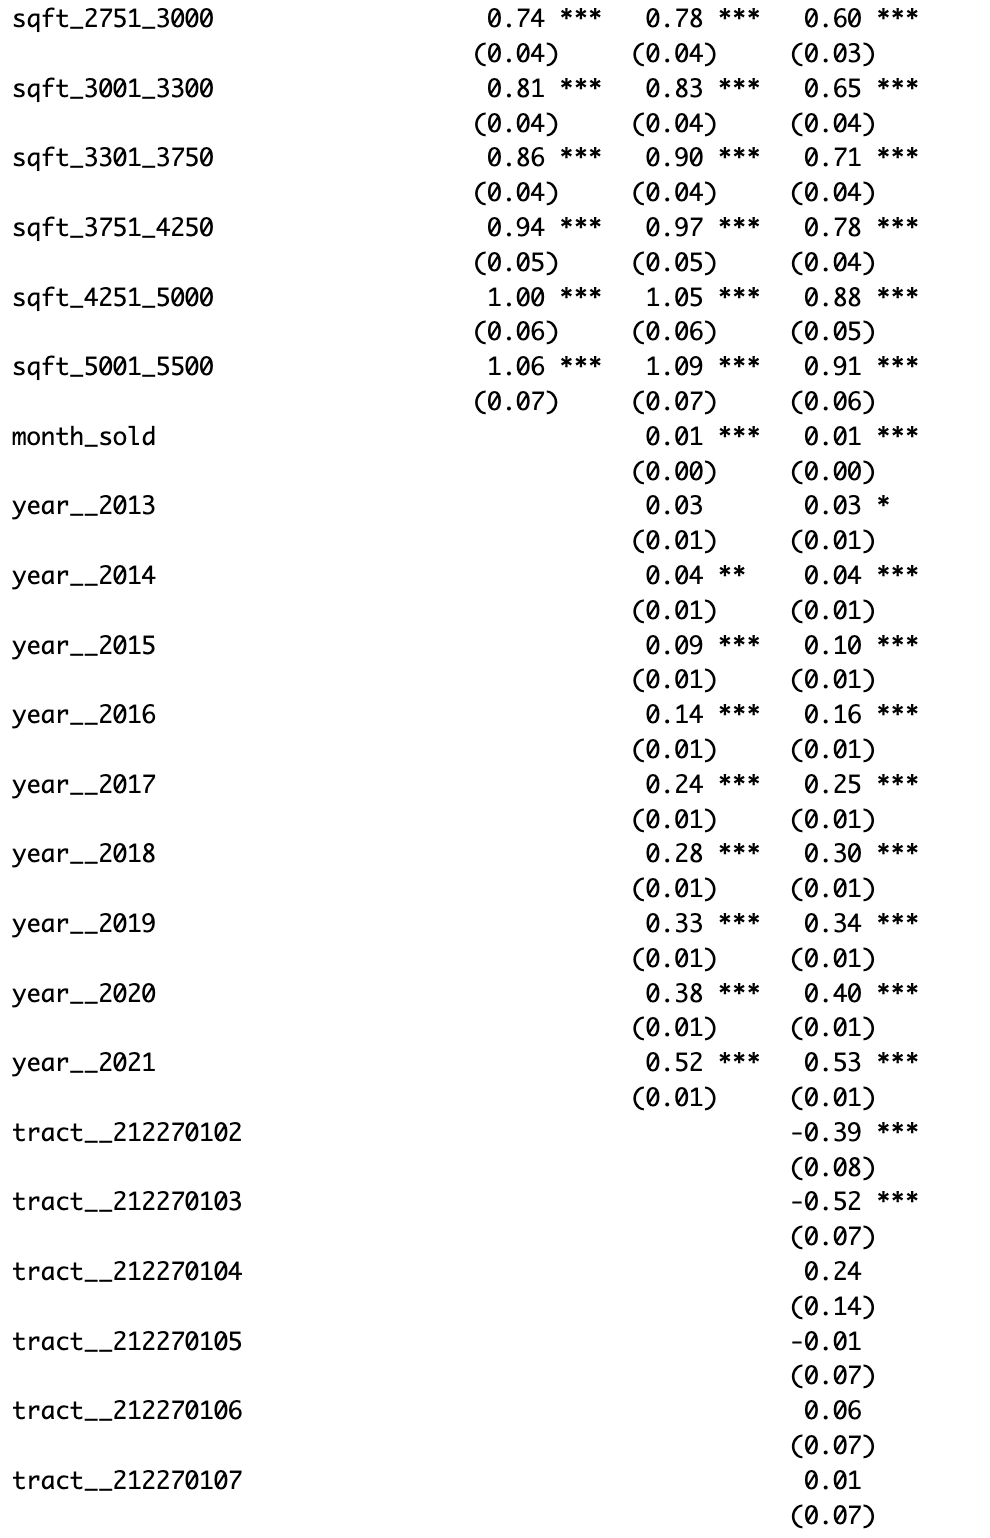 sqft_2751_3000 0.74 *** 0.78 *** 0.60 ***
(0.04) (0.04) (0.03)
sqft_3001_3300 0.81 *** 0.83 *** 0.65 ***
(0.04) (0.04) (0.04)
sqft_3301_3750 0.86 *** 0.90 *** 0.71 ***
(0.04) (0.04) (0.04)
sqft_3751_4250 0.94 *** 0.97 *** 0.78 ***
(0.05) (0.05) (0.04)
sqft_4251_5000 1.00 *** 1.05 *** 0.88 ***
(0.06) (0.06) (0.05)
sqft_5001_5500 1.06 *** 1.09 *** 0.91 ***
(0.07) (0.07) (0.06)
month_sold 0.01 *** 0.01 ***
(0.00) (0.00)
year__2013 0.03 0.03 *
(0.01) (0.01)
year__2014 0.04 ** 0.04 ***
(0.01) (0.01)
year__2015 0.09 *** 0.10 ***
(0.01) (0.01)
year__2016 0.14 *** 0.16 ***
(0.01) (0.01)
year__2017 0.24 *** 0.25 ***
(0.01) (0.01)
year__2018 0.28 *** 0.30 ***
(0.01) (0.01)
year__2019 0.33 *** 0.34 ***
(0.01) (0.01)
year__2020 0.38 *** 0.40 ***
(0.01) (0.01)
year__2021 0.52 *** 0.53 ***
(0.01) (0.01)
tract__212270102 -0.39 ***
(0.08)
tract__212270103 -0.52 ***
(0.07)
tract__212270104 0.24
(0.14)
tract__212270105 -0.01
(0.07)
tract__212270106 0.06
(0.07)
tract__212270107 0.01
(0.07)